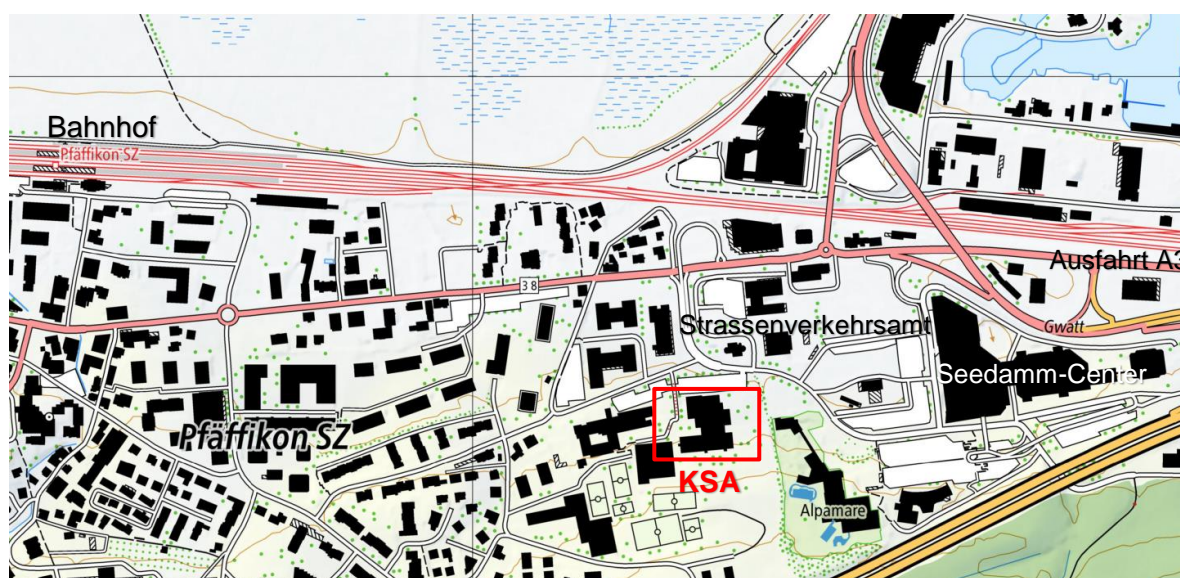 Bahnhof
Pfäffikon SZ
Ausfahrt A3
38
Strassenverkehrsamt
Gwatt
Seedamm-Center
Pfäffikon SZ
KSA
Alpamare